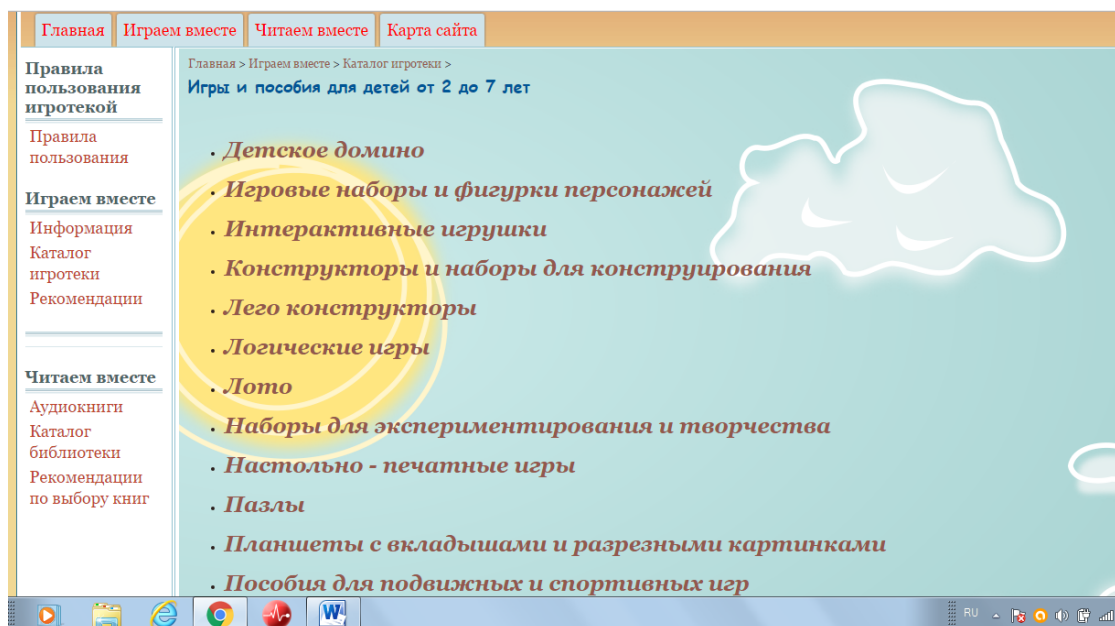 Главная
Играем вместе
Читаем вместе
Карта сайта
Правила
пользования
игротекой
Правила
пользования
Играем вместе
Информация
Каталог
игротеки
Рекомендации
Читаем вместе
Аудиокниги
Каталог
библиотеки
Рекомендации
по выбору книг
Главная > Играем вместе > Каталог игротеки >
Игры и пособия для детей от 2 до 7 лет
• Детское домино
• Игровые наборы и фигурки персонажей
• Интерактивные игрушки
• Конструкторы и наборы для конструирования
• Лего конструкторы
• Логические игры
• Лото
• Наборы для экспериментирования и творчества
• Настольно - печатные игры
• Пазлы
• Планшеты с вкладышами и разрезными картинками
• Пособия для подвижных и спортивных игр
W
RU